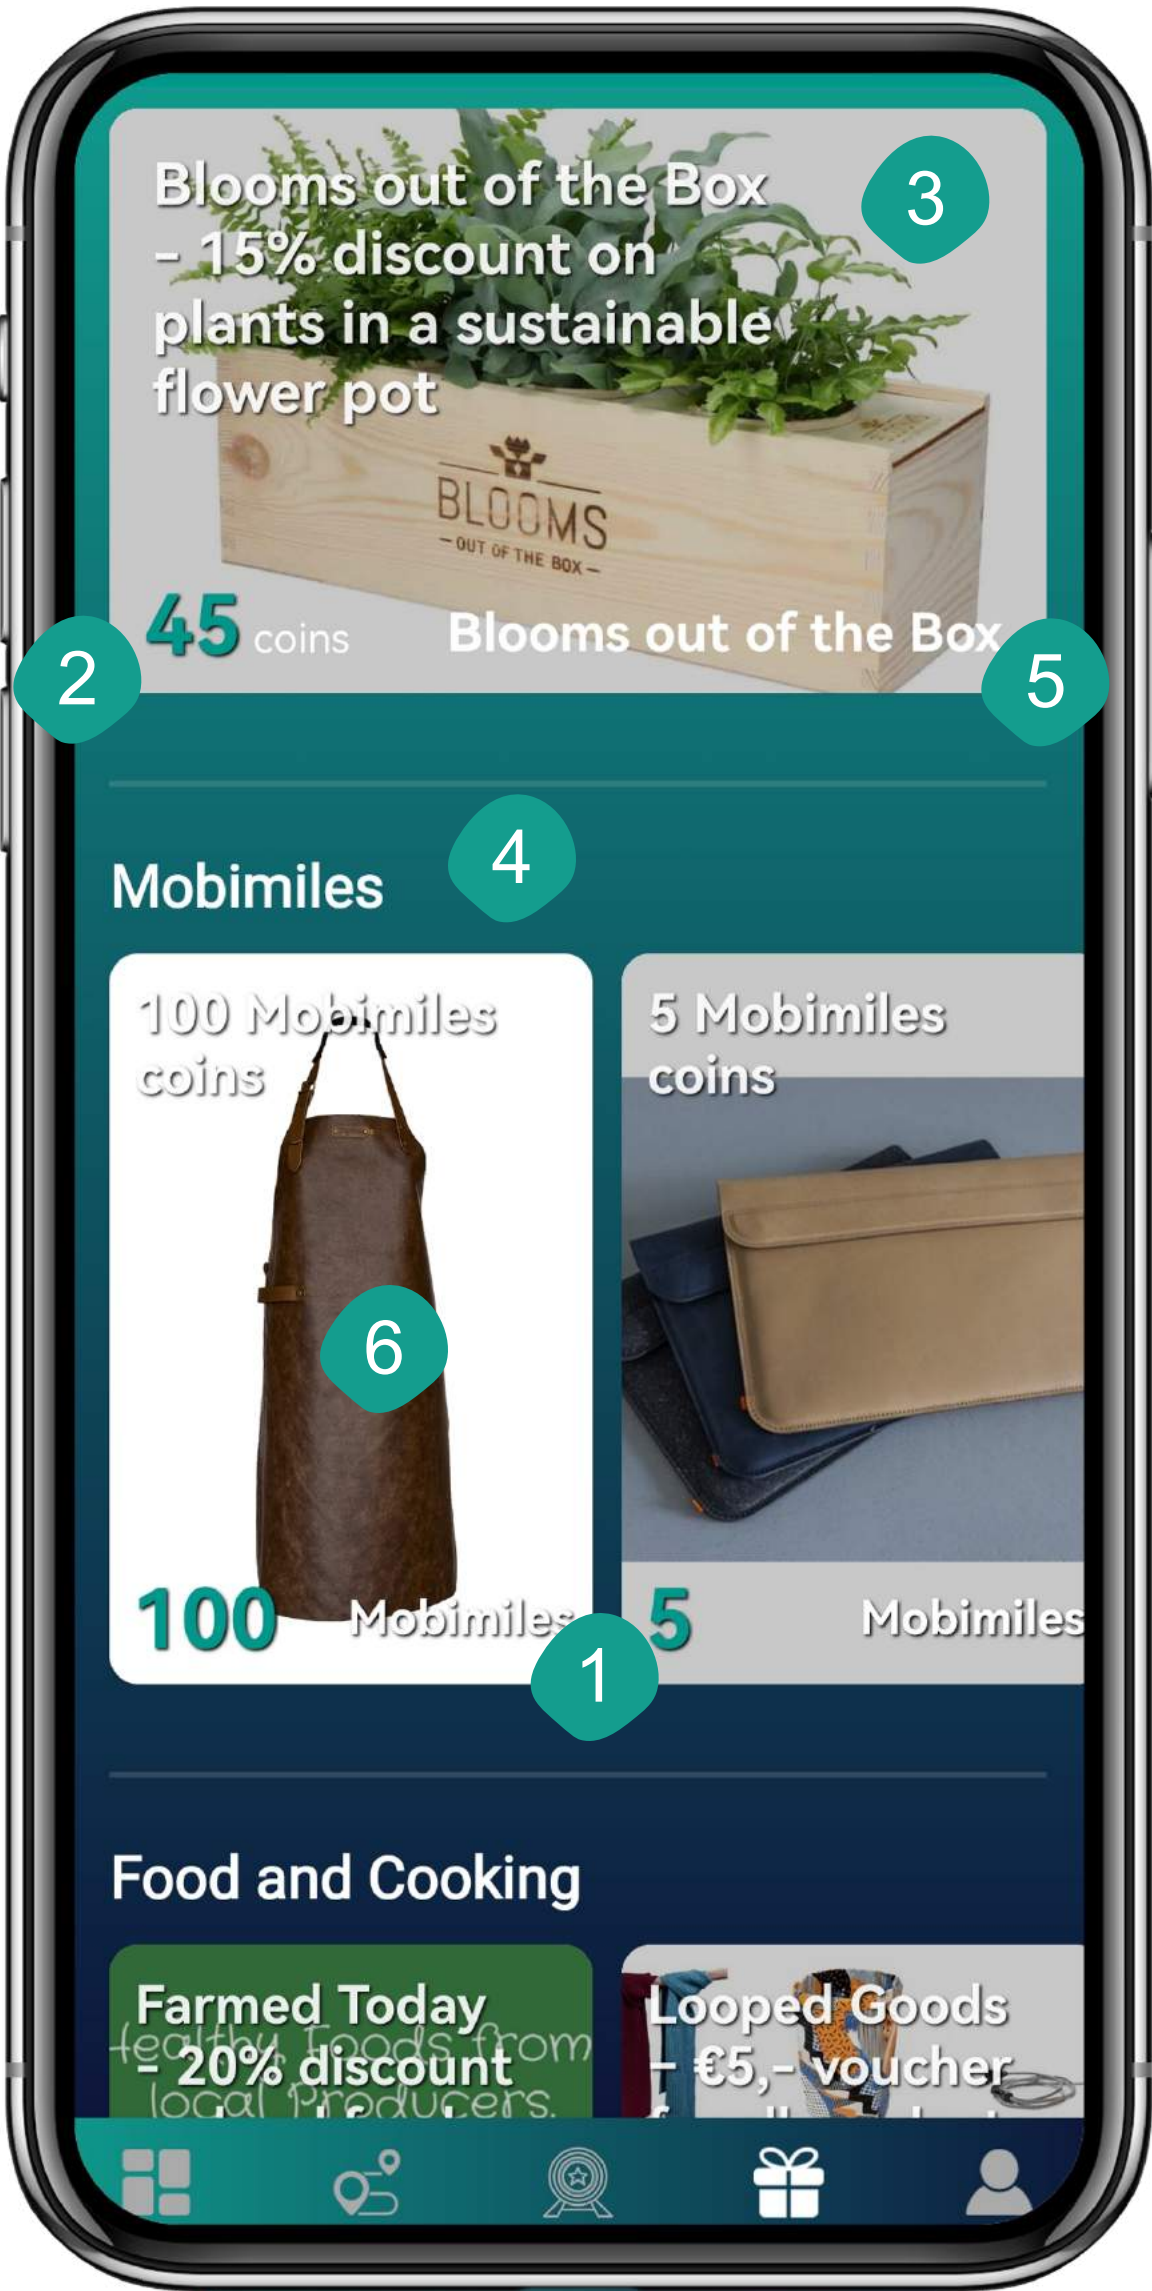 Blooms out of the Box
- 15% discount on
plants in a sustainable
flower pot
3
BLOOMS
OUT OF THE BOX
45 coins
Blooms out of the Box
2
5
4
Mobimiles
100 Mobimiles
coins
5 Mobimiles
coins
6
100
Mobimiles
5
Mobimiles
1
Food and Cooking
Farmed Today
- 20% discount
Healthy Foods from
local Producers.
Looped Goods
- €5,- voucher